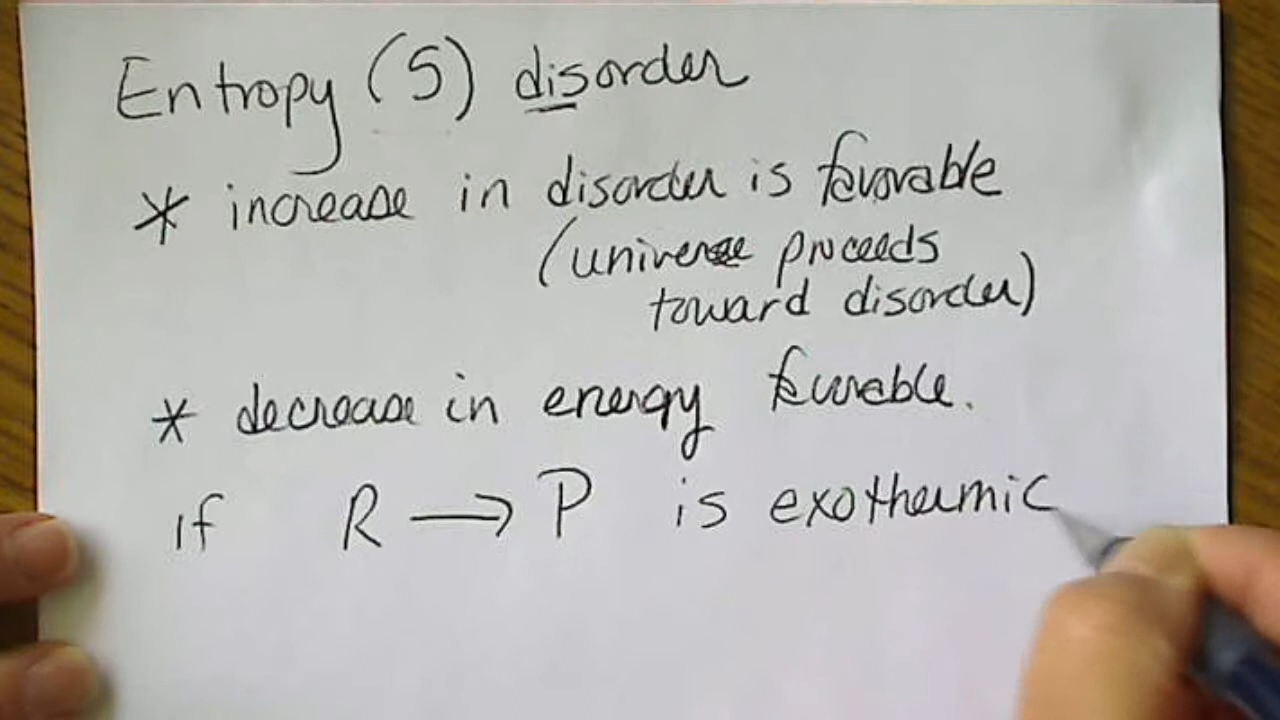 Entropy (S) disorder
* increase in disorder is favorable
(universe proceeds
toward disorder)
* decrease in energy favorable.
if R → P is exothermic